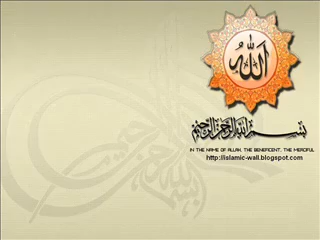 الله
بسم الله الرحمن الرحيم
IN THE NAME OF ALLAH, THE BENEFICENT, THE MERCIFUL
http://islamic-wall.blogspot.com